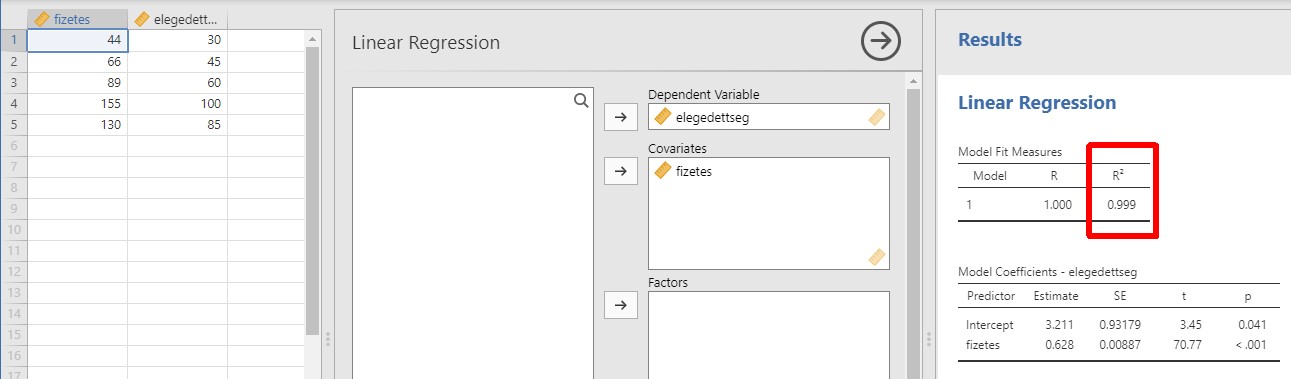 fizetes elegedett...
1 44 30
2 66 45
3 89 60
4 155 100
5 130 85
6
7
8
9
10
11
12
13
14
15
16
17
Linear Regression
Dependent Variable
elegedettseg
Covariates
fizetes
Factors
Results
Linear Regression
Model Fit Measures
Model R R²
1 1.000 0.999
Model Coefficients - elegedettseg
Predictor Estimate SE t p
Intercept 3.211 0.93179 3.45 0.041
fizetes 0.628 0.00887 70.77 < .001